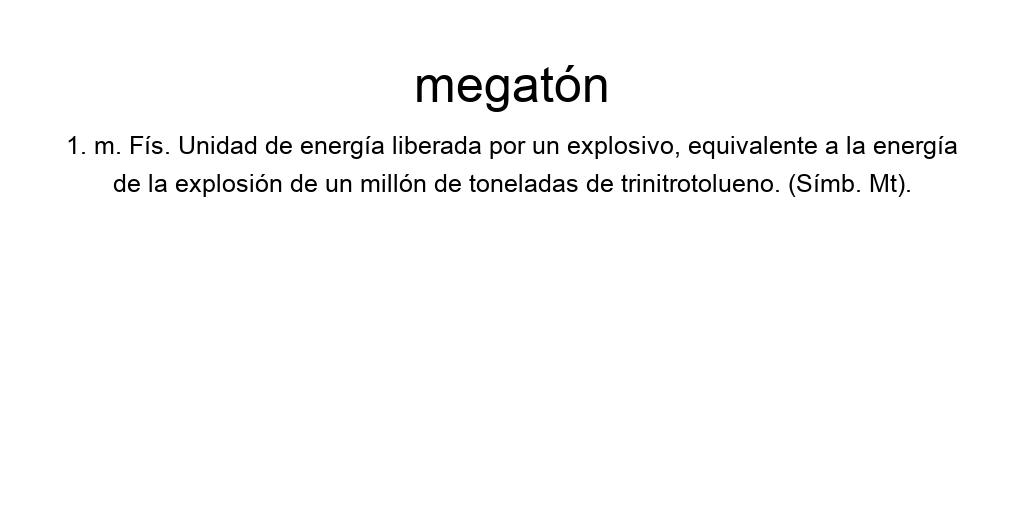 megatón
1. m. Fís. Unidad de energía liberada por un explosivo, equivalente a la energía
de la explosión de un millón de toneladas de trinitrotolueno. (Símb. Mt).